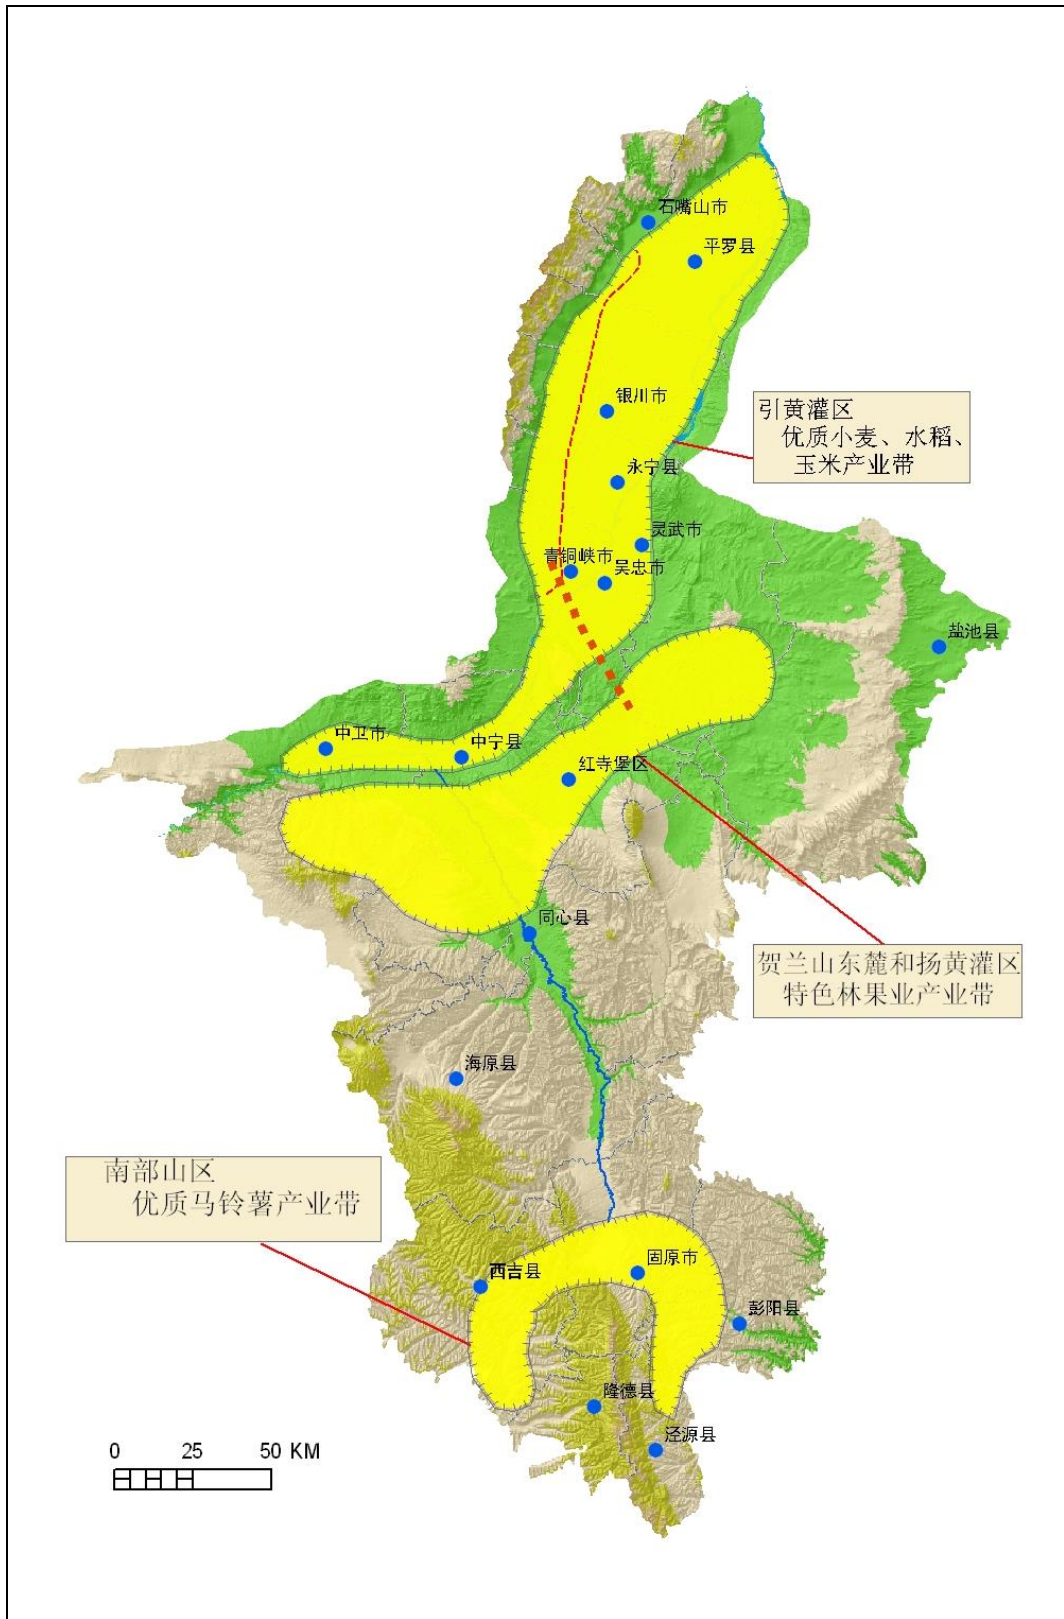 石嘴山市
平罗县
银川市
引黄灌区
优质小麦、水稻、
玉米产业带
永宁县
灵武市
青铜峡市
吴忠市
盐池县
中卫市
中宁县
红寺堡区
同心县
贺兰山东麓和扬黄灌区
特色林果业产业带
海原县
南部山区
优质马铃薯产业带
固原市
西吉县
彭阳县
隆德县
泾源县
0 25 50 KM